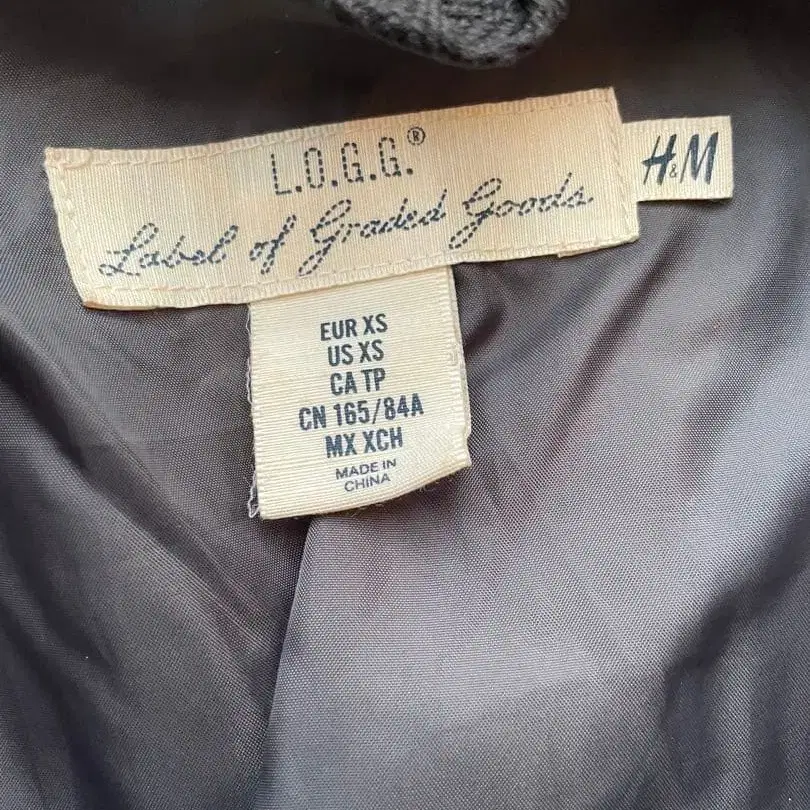 L.O.G.G.®
Label of Graded Goods
H&M
EUR XS
US XS
CA TP
CN 165/84A
MX XCH
MADE IN
CHINA